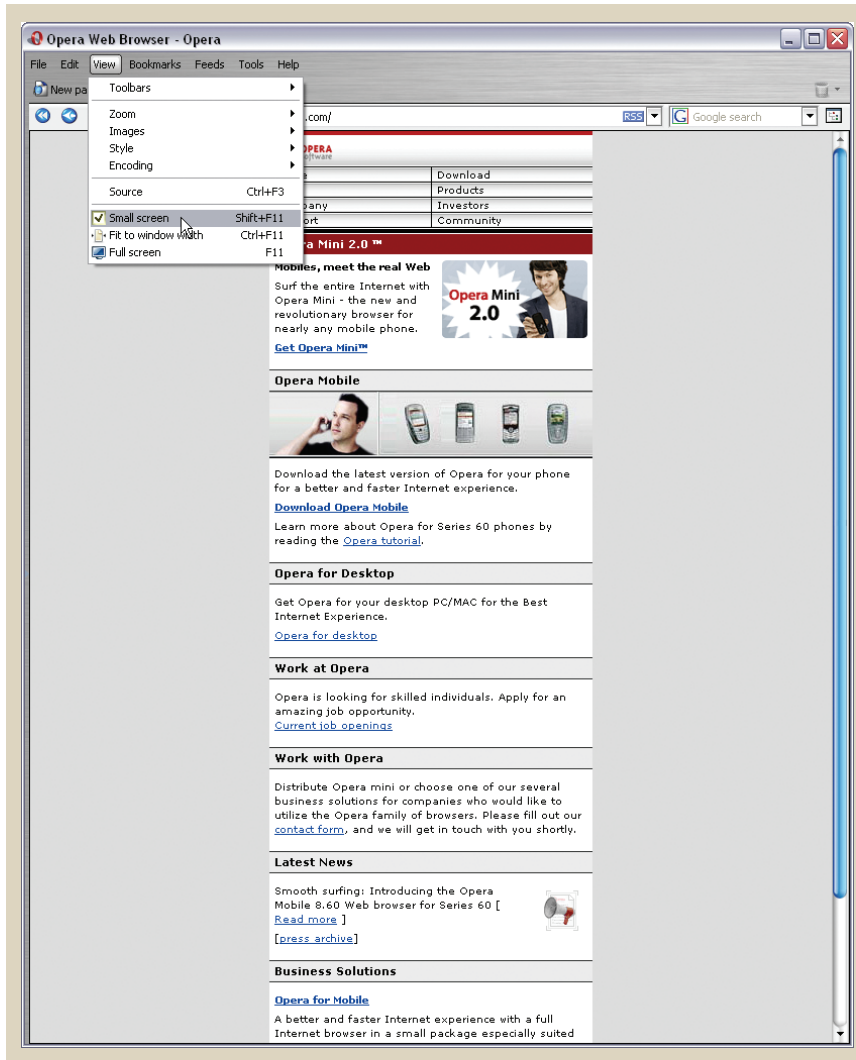 Opera Web Browser - Opera
File Edit View Bookmarks Feeds Tools Help
New pa
Toolbars
Zoom
Images
Style
Encoding
Source Ctrl+F3
Small screen Shift+F11
Fit to window width Ctrl+F11
Full screen F11
.com/ RSS G Google search
OPERA
software
Download
Products
pany Investors
ort Community
ra Mini 2.0 ™
Mobiles, meet the real Web
Surf the entire Internet with
Opera Mini - the new and
revolutionary browser for
nearly any mobile phone.
Get Opera Mini™
Opera Mini
2.0
Opera Mobile
Download the latest version of Opera for your phone
for a better and faster Internet experience.
Download Opera Mobile
Learn more about Opera for Series 60 phones by
reading the Opera tutorial.
Opera for Desktop
Get Opera for your desktop PC/MAC for the Best
Internet Experience.
Opera for desktop
Work at Opera
Opera is looking for skilled individuals. Apply for an
amazing job opportunity.
Current job openings
Work with Opera
Distribute Opera mini or choose one of our several
business solutions for companies who would like to
utilize the Opera family of browsers. Please fill out our
contact form, and we will get in touch with you shortly.
Latest News
Smooth surfing: Introducing the Opera
Mobile 8.60 Web browser for Series 60 [
Read more ]
[press archive]
Business Solutions
Opera for Mobile
A better and faster Internet experience with a full
Internet browser in a small package especially suited